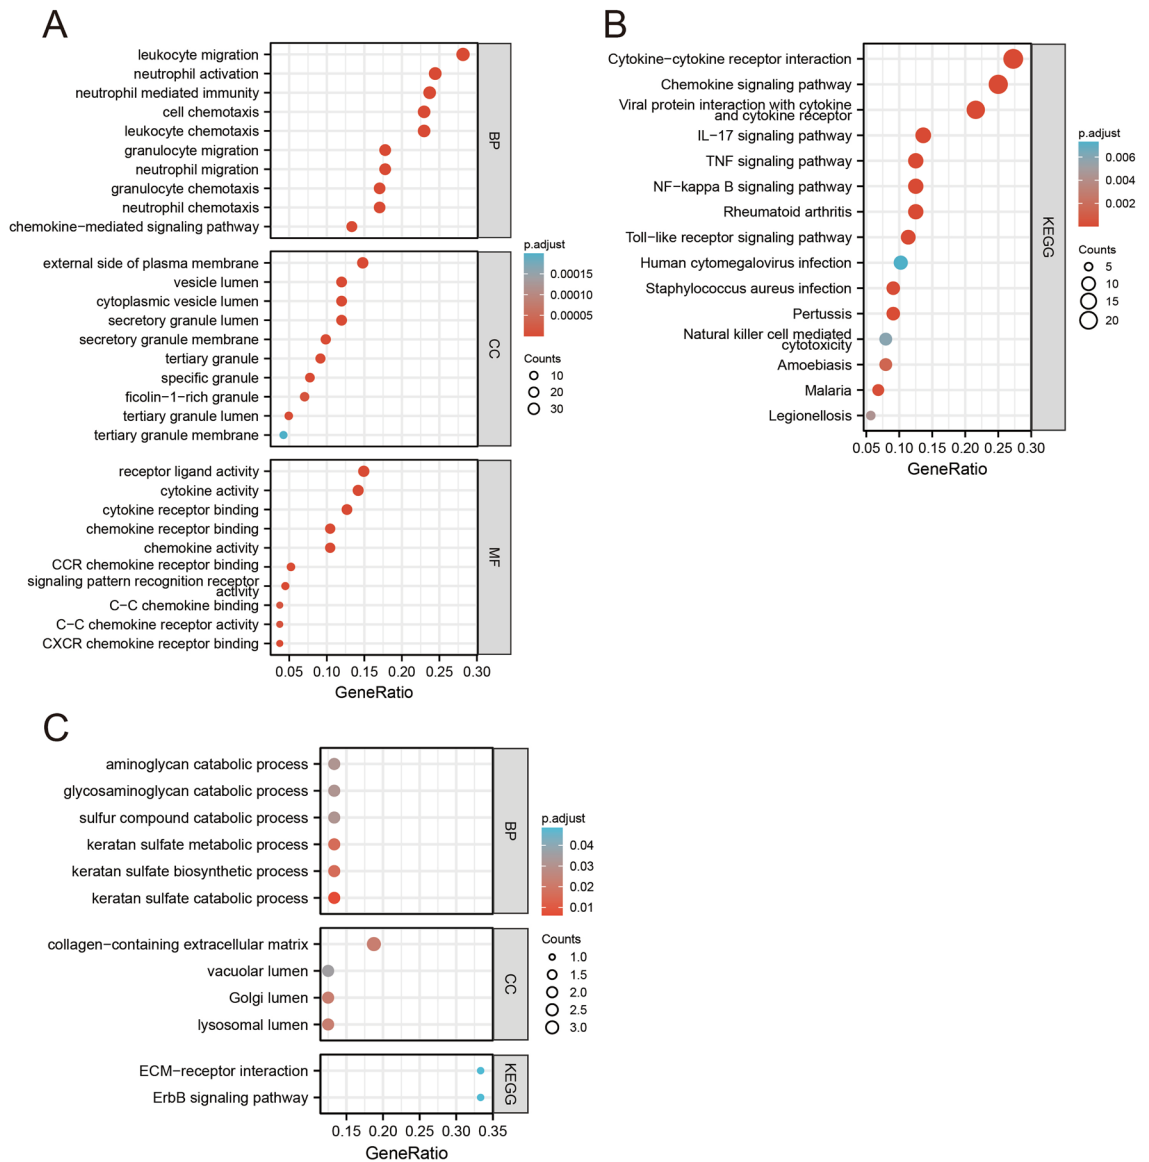 A
leukocyte migration
neutrophil activation
neutrophil mediated immunity
cell chemotaxis
leukocyte chemotaxis
granulocyte migration
neutrophil migration
granulocyte chemotaxis
neutrophil chemotaxis
chemokine−mediated signaling pathway
BP
external side of plasma membrane
vesicle lumen
cytoplasmic vesicle lumen
secretory granule lumen
secretory granule membrane
tertiary granule
specific granule
ficolin−1−rich granule
tertiary granule lumen
tertiary granule membrane
CC
receptor ligand activity
cytokine activity
cytokine receptor binding
chemokine receptor binding
chemokine activity
CCR chemokine receptor binding
signaling pattern recognition receptor
activity
C−C chemokine binding
C−C chemokine receptor activity
CXCR chemokine receptor binding
MF
0.05 0.10 0.15 0.20 0.25 0.30
GeneRatio
p.adjust
0.00015
0.00010
0.00005
Counts
10
20
30
B
Cytokine−cytokine receptor interaction
Chemokine signaling pathway
Viral protein interaction with cytokine
and cytokine receptor
IL−17 signaling pathway
TNF signaling pathway
NF−kappa B signaling pathway
Rheumatoid arthritis
Toll−like receptor signaling pathway
Human cytomegalovirus infection
Staphylococcus aureus infection
Pertussis
Natural killer cell mediated
cytotoxicity
Amoebiasis
Malaria
Legionellosis
KEGG
0.05 0.10 0.15 0.20 0.25 0.30
GeneRatio
p.adjust
0.006
0.004
0.002
Counts
5
10
15
20
C
aminoglycan catabolic process
glycosaminoglycan catabolic process
sulfur compound catabolic process
keratan sulfate metabolic process
keratan sulfate biosynthetic process
keratan sulfate catabolic process
BP
collagen−containing extracellular matrix
vacuolar lumen
Golgi lumen
lysosomal lumen
CC
ECM−receptor interaction
ErbB signaling pathway
KEGG
0.15 0.20 0.25 0.30 0.35
GeneRatio
p.adjust
0.04
0.03
0.02
0.01
Counts
1.0
1.5
2.0
2.5
3.0